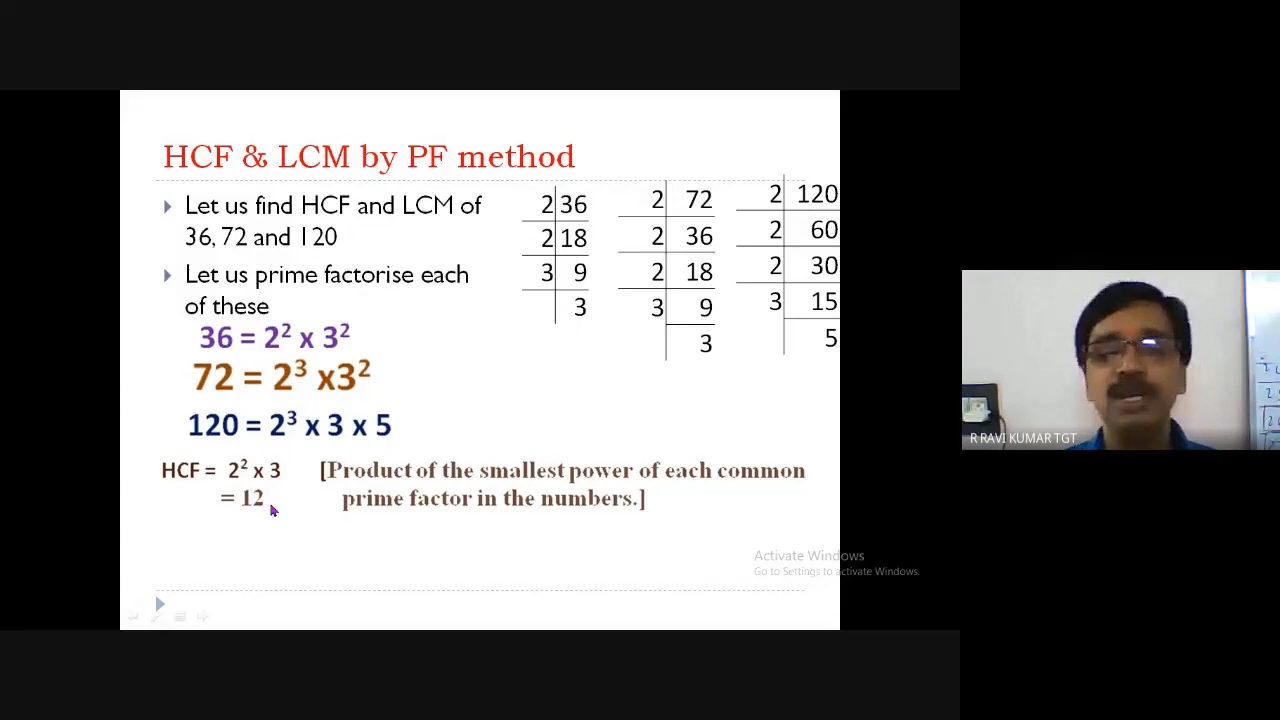 HCF & LCM by PF method
Let us find HCF and LCM of
36, 72 and 120
Let us prime factorise each
of these
36 = 2² x 3²
72 = 2³ x3²
120 = 2³ x 3 x 5
HCF = 2² x 3 [Product of the smallest power of each common
= 12 prime factor in the numbers.]
2 36
2 18
3 9
3
2 72
2 36
2 18
3 9
3
2 120
2 60
2 30
3 15
5
Activate Windows
Go to Settings to activate Windows.
R RAVI KUMAR TGT